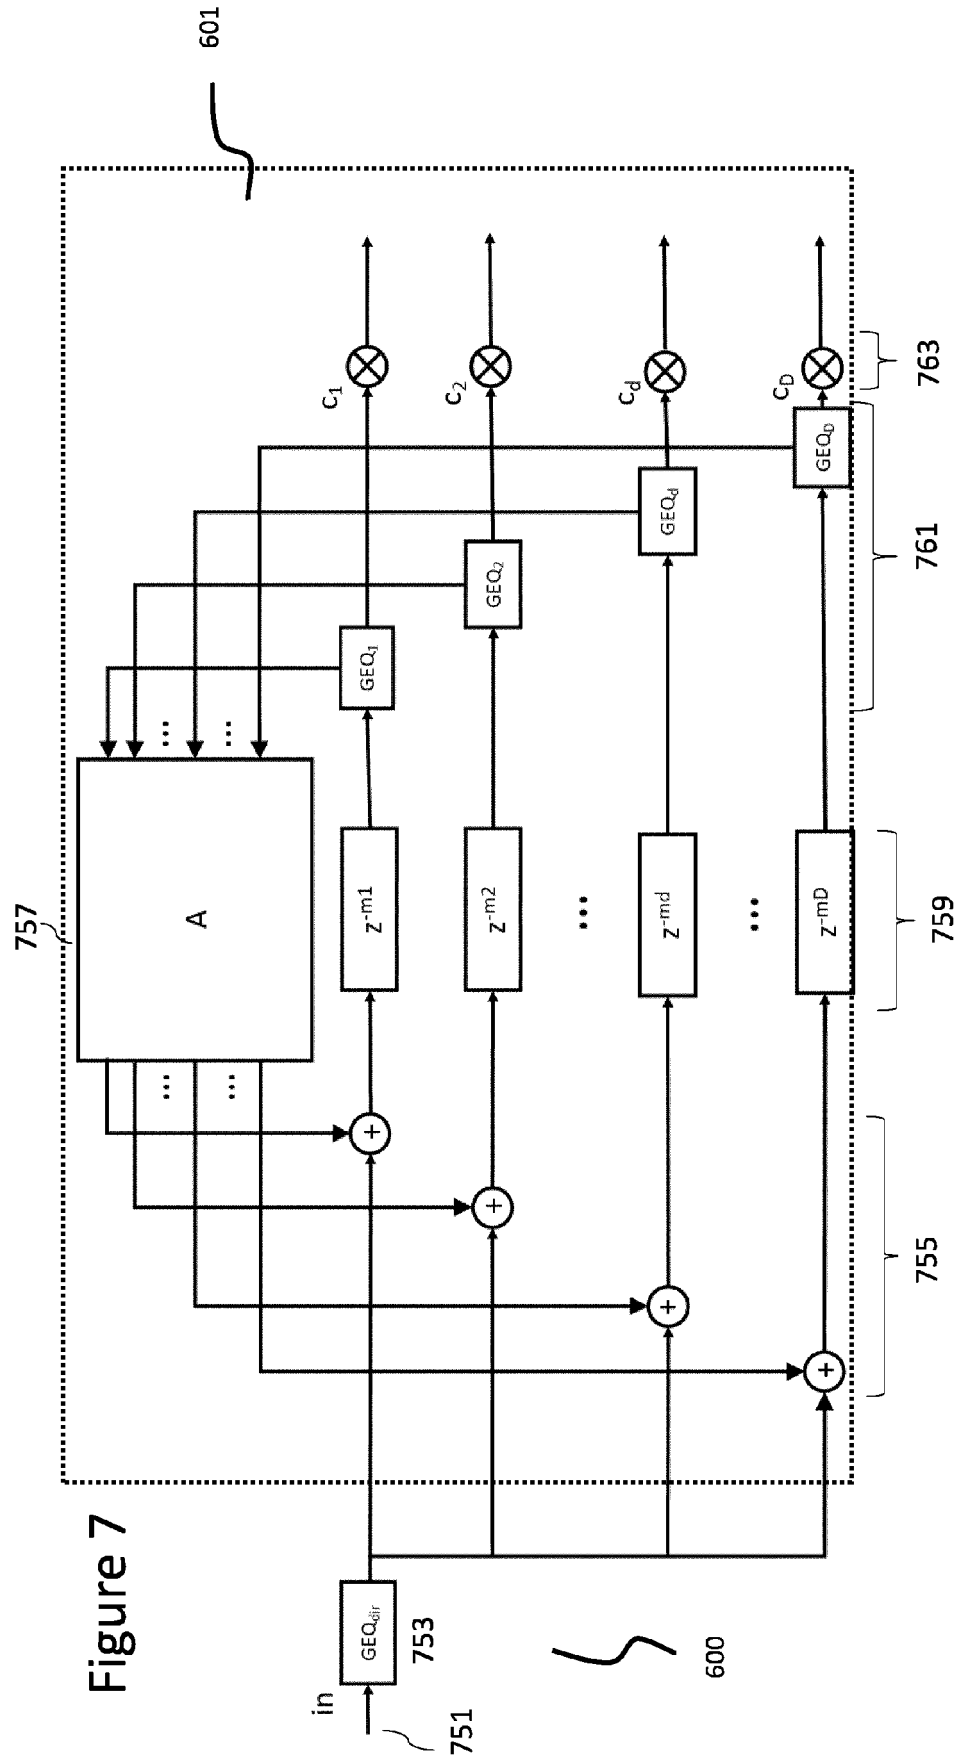 601
757
A
...
...
...
...
in
751
GEQdir
753
+
z-m1
GEQ1
c1
+
z-m2
GEQ2
c2
...
+
z-md
GEQd
cd
...
+
z-mD
GEQD
cD
755
759
761
763
600
Figure 7